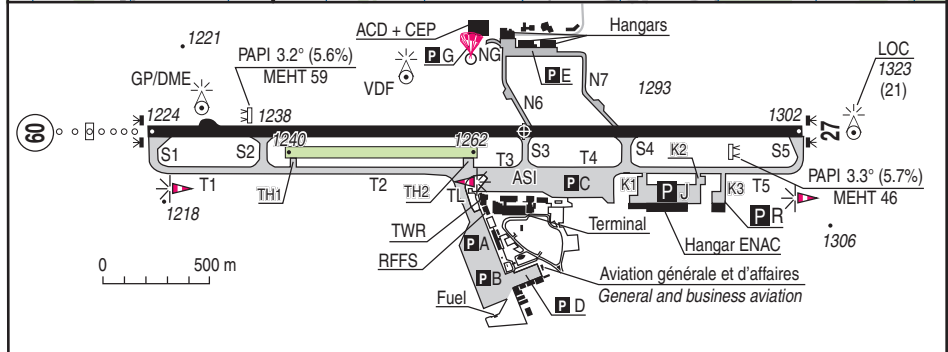 1221
ACD + CEP
Hangars
PAPI 3.2° (5.6%)
MEHT 59
P G
NG
P E
LOC
1323
(21)
GP/DME
VDF
N6
N7
1293
1224
1238
1302
09
27
1240
1262
S1
S2
T3
S3
T4
S4
K2
S5
T1
TH1
T2
TH2
TL
ASI
P C
K1
P J
K3
T5
P R
PAPI 3.3° (5.7%)
MEHT 46
1218
TWR
RFFS
P A
Terminal
Hangar ENAC
1306
0
500 m
P B
Aviation générale et d'affaires
General and business aviation
Fuel
P D